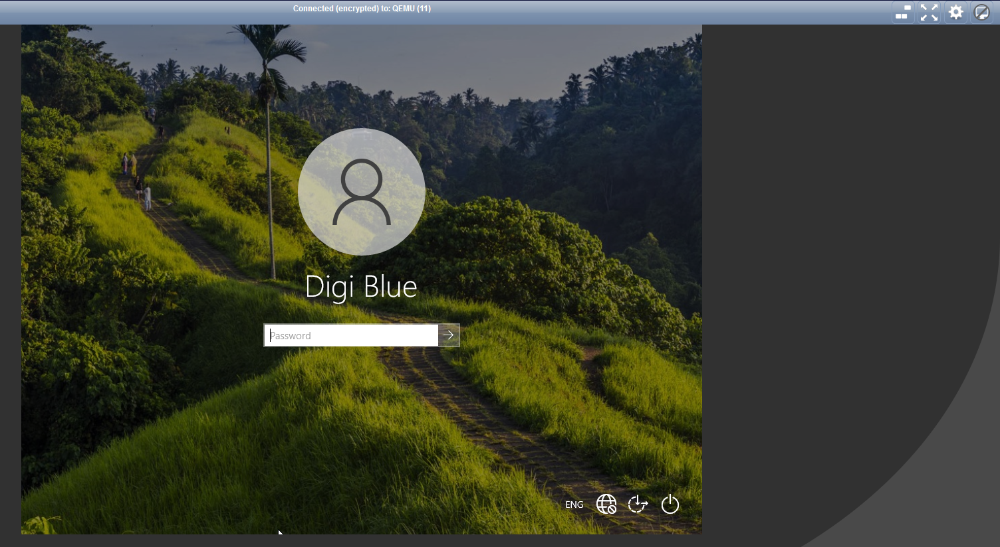 Connected (encrypted) to: QEMU (11)
Digi Blue
Password
ENG